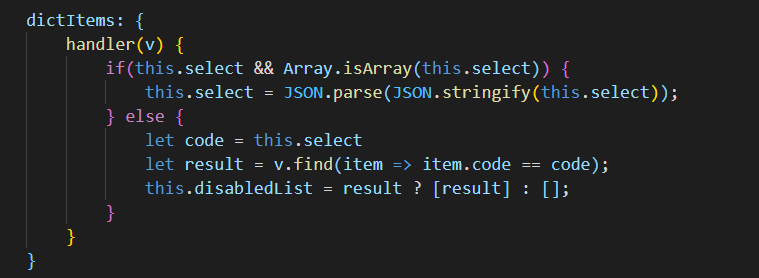 dictItems: {
handler(v) {
if(this.select && Array.isArray(this.select)) {
this.select = JSON.parse(JSON.stringify(this.select));
} else {
let code = this.select
let result = v.find(item => item.code == code);
this.disabledList = result ? [result] : [];
}
}
}